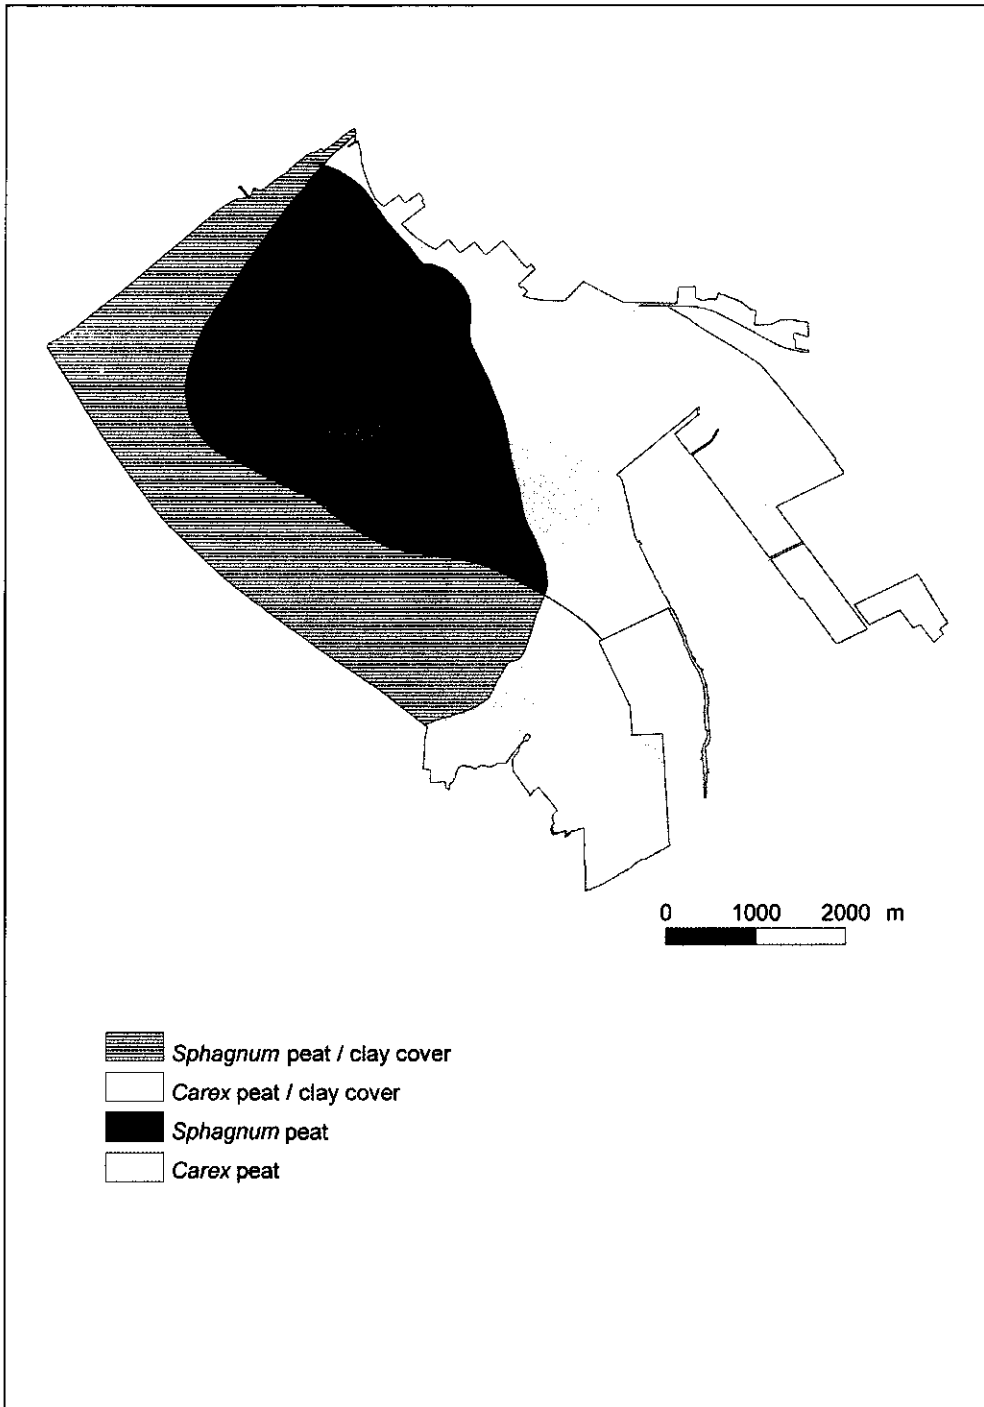 0 1000 2000 m
Sphagnum peat / clay cover
Carex peat / clay cover
Sphagnum peat
Carex peat